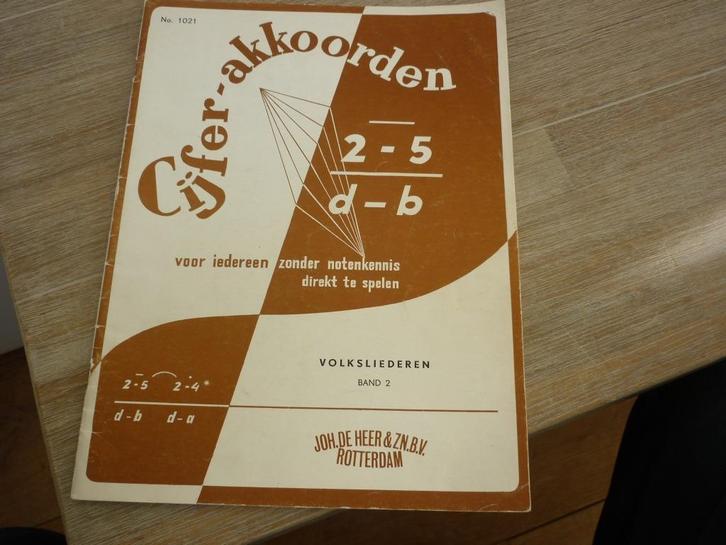 No. 1021
Cijfer-akkoorden
2 - 5
d - b
voor iedereen zonder notenkennis
direkt te spelen
VOLKSLIEDEREN
BAND 2
2-5 2-4*
d-b d-a
JOH. DE HEER & ZN. B.V.
ROTTERDAM